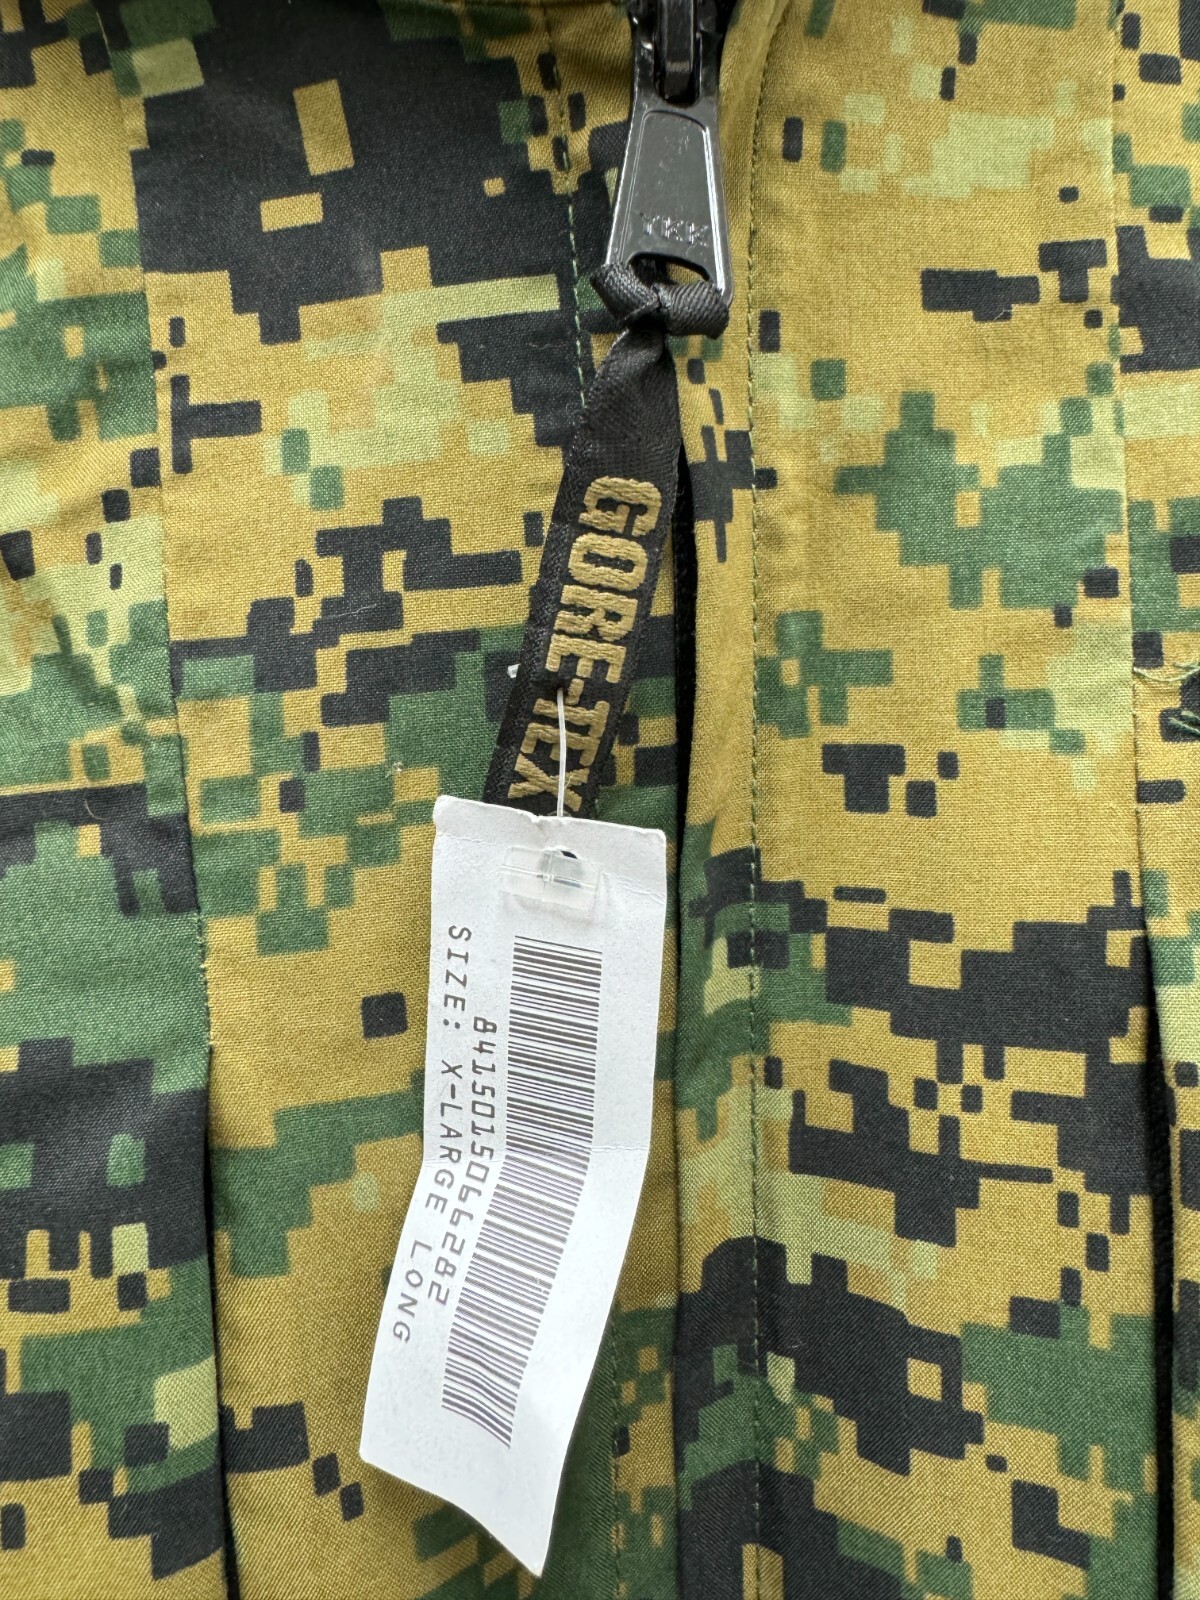 YKK
GORE-TEX
8415015066282
SIZE: X-LARGE LONG